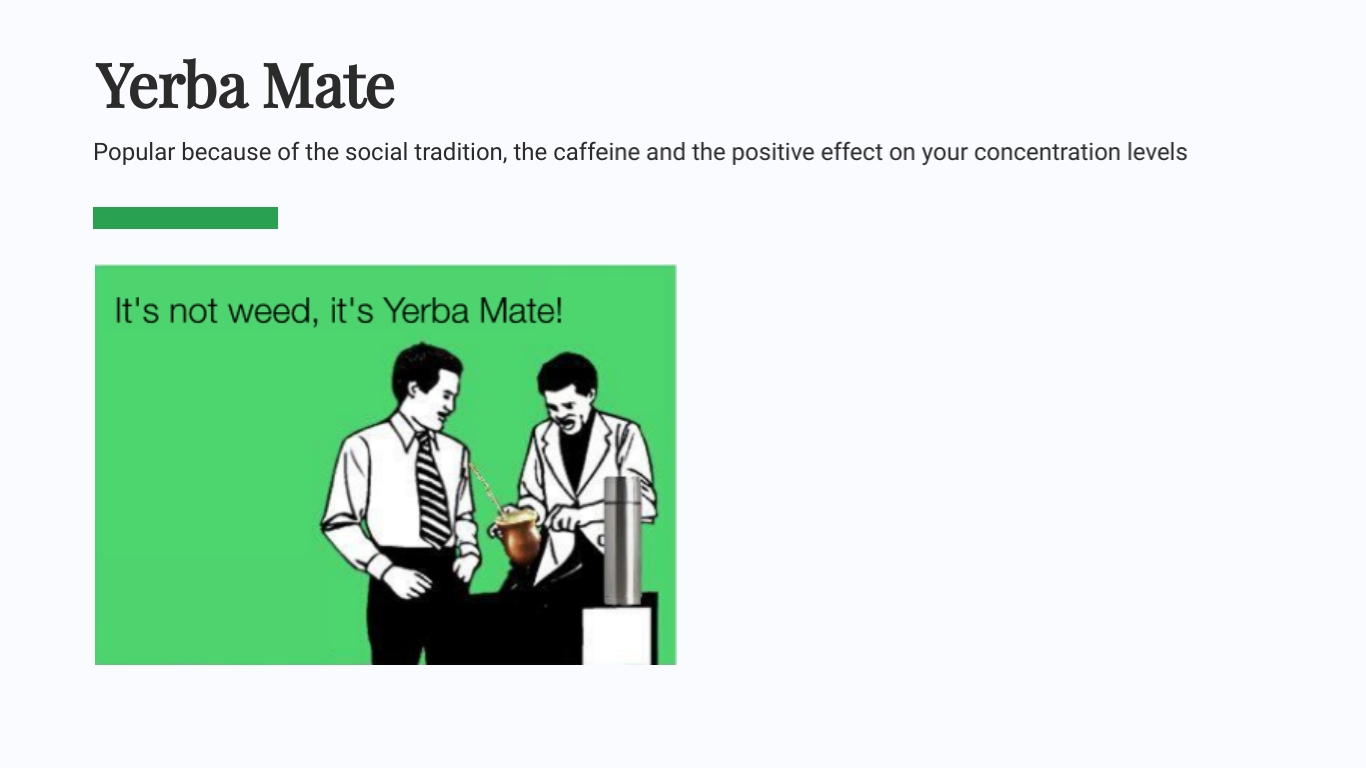 Yerba Mate
Popular because of the social tradition, the caffeine and the positive effect on your concentration levels
It's not weed, it's Yerba Mate!